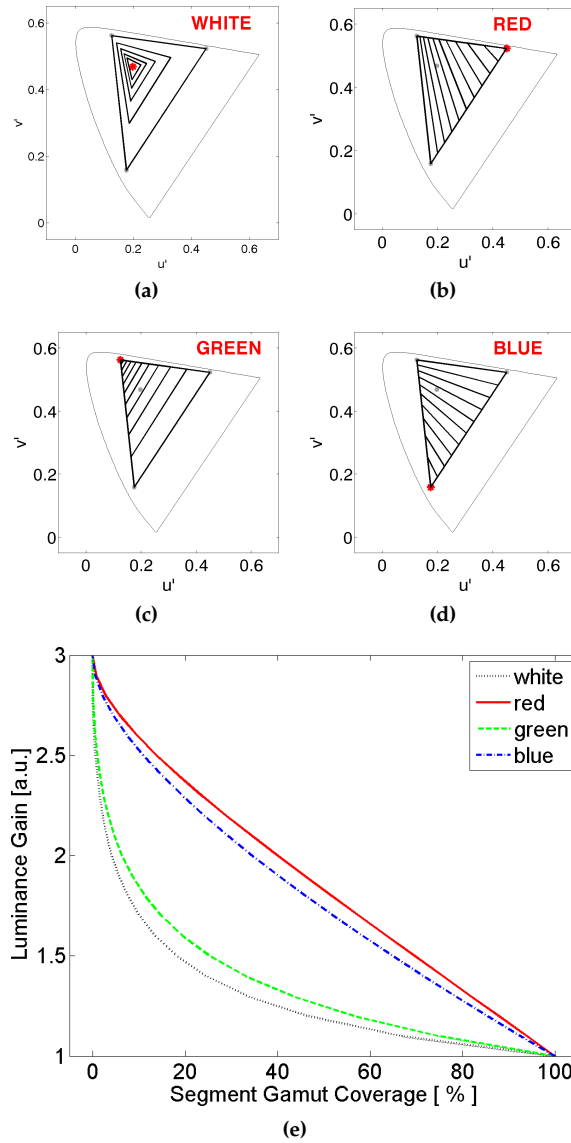 WHITE
0.6
0.4
0.2
0
v'
0 0.2 0.4 0.6
u'
(a)
RED
0.6
0.4
0.2
0
v'
0 0.2 0.4 0.6
u'
(b)
GREEN
0.6
0.4
0.2
0
v'
0 0.2 0.4 0.6
u'
(c)
BLUE
0.6
0.4
0.2
0
v'
0 0.2 0.4 0.6
u'
(d)
3
2.5
2
1.5
1
Luminance Gain [a.u.]
white
red
green
blue
0 20 40 60 80 100
Segment Gamut Coverage [ % ]
(e)